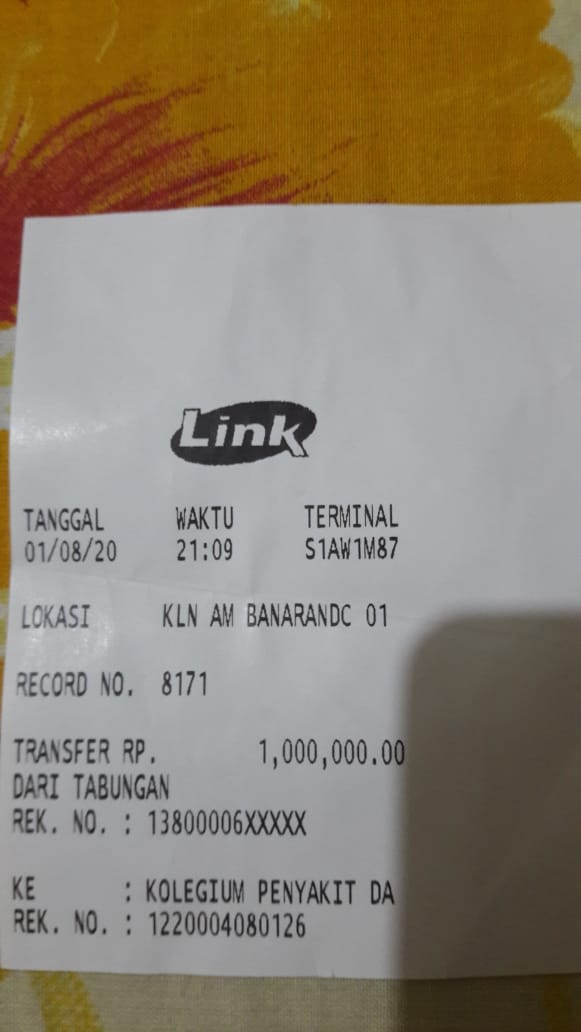 Link
TANGGAL WAKTU TERMINAL
01/08/20 21:09 S1AW1M87
LOKASI KLN AM BANARANDC 01
RECORD NO. 8171
TRANSFER RP. 1,000,000.00
DARI TABUNGAN
REK. NO. : 13800006XXXXX
KE : KOLEGIUM PENYAKIT DA
REK. NO. : 1220004080126